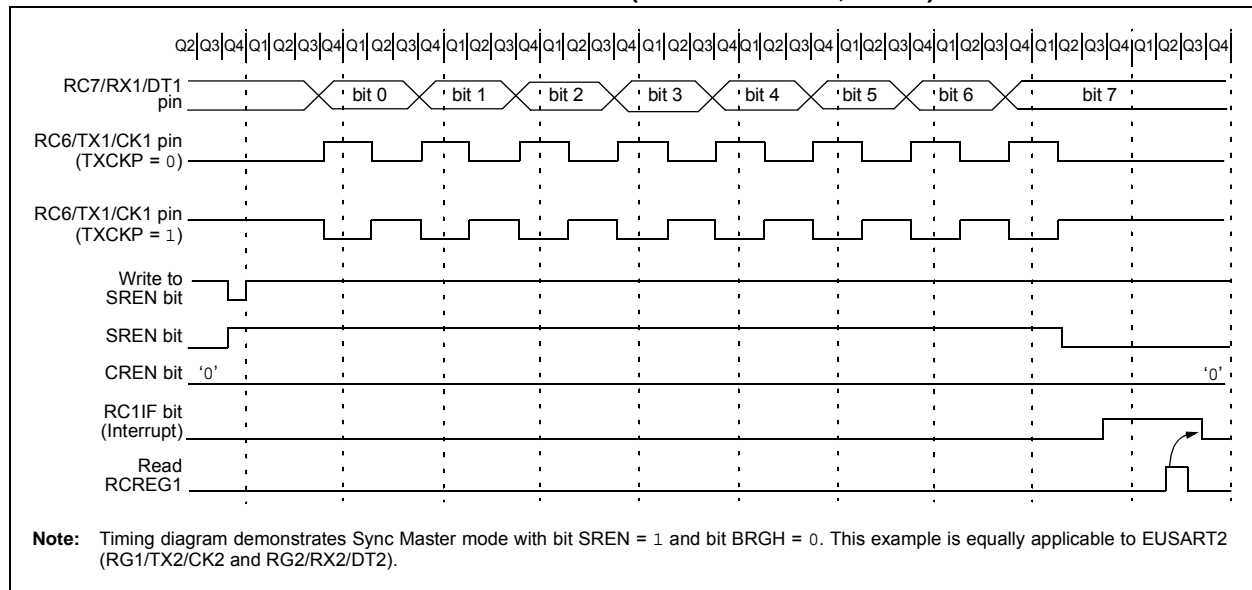 Q2 Q3 Q4 Q1 Q2 Q3 Q4 Q1 Q2 Q3 Q4 Q1 Q2 Q3 Q4 Q1 Q2 Q3 Q4 Q1 Q2 Q3 Q4 Q1 Q2 Q3 Q4 Q1 Q2 Q3 Q4 Q1 Q2 Q3 Q4 Q1 Q2 Q3 Q4 Q1 Q2 Q3 Q4
RC7/RX1/DT1
pin
bit 0 bit 1 bit 2 bit 3 bit 4 bit 5 bit 6 bit 7
RC6/TX1/CK1 pin
(TXCKP = 0)
RC6/TX1/CK1 pin
(TXCKP = 1)
Write to
SREN bit
SREN bit
CREN bit ‘0’ ‘0’
RC1IF bit
(Interrupt)
Read
RCREG1
Note: Timing diagram demonstrates Sync Master mode with bit SREN = 1 and bit BRGH = 0. This example is equally applicable to EUSART2
(RG1/TX2/CK2 and RG2/RX2/DT2).